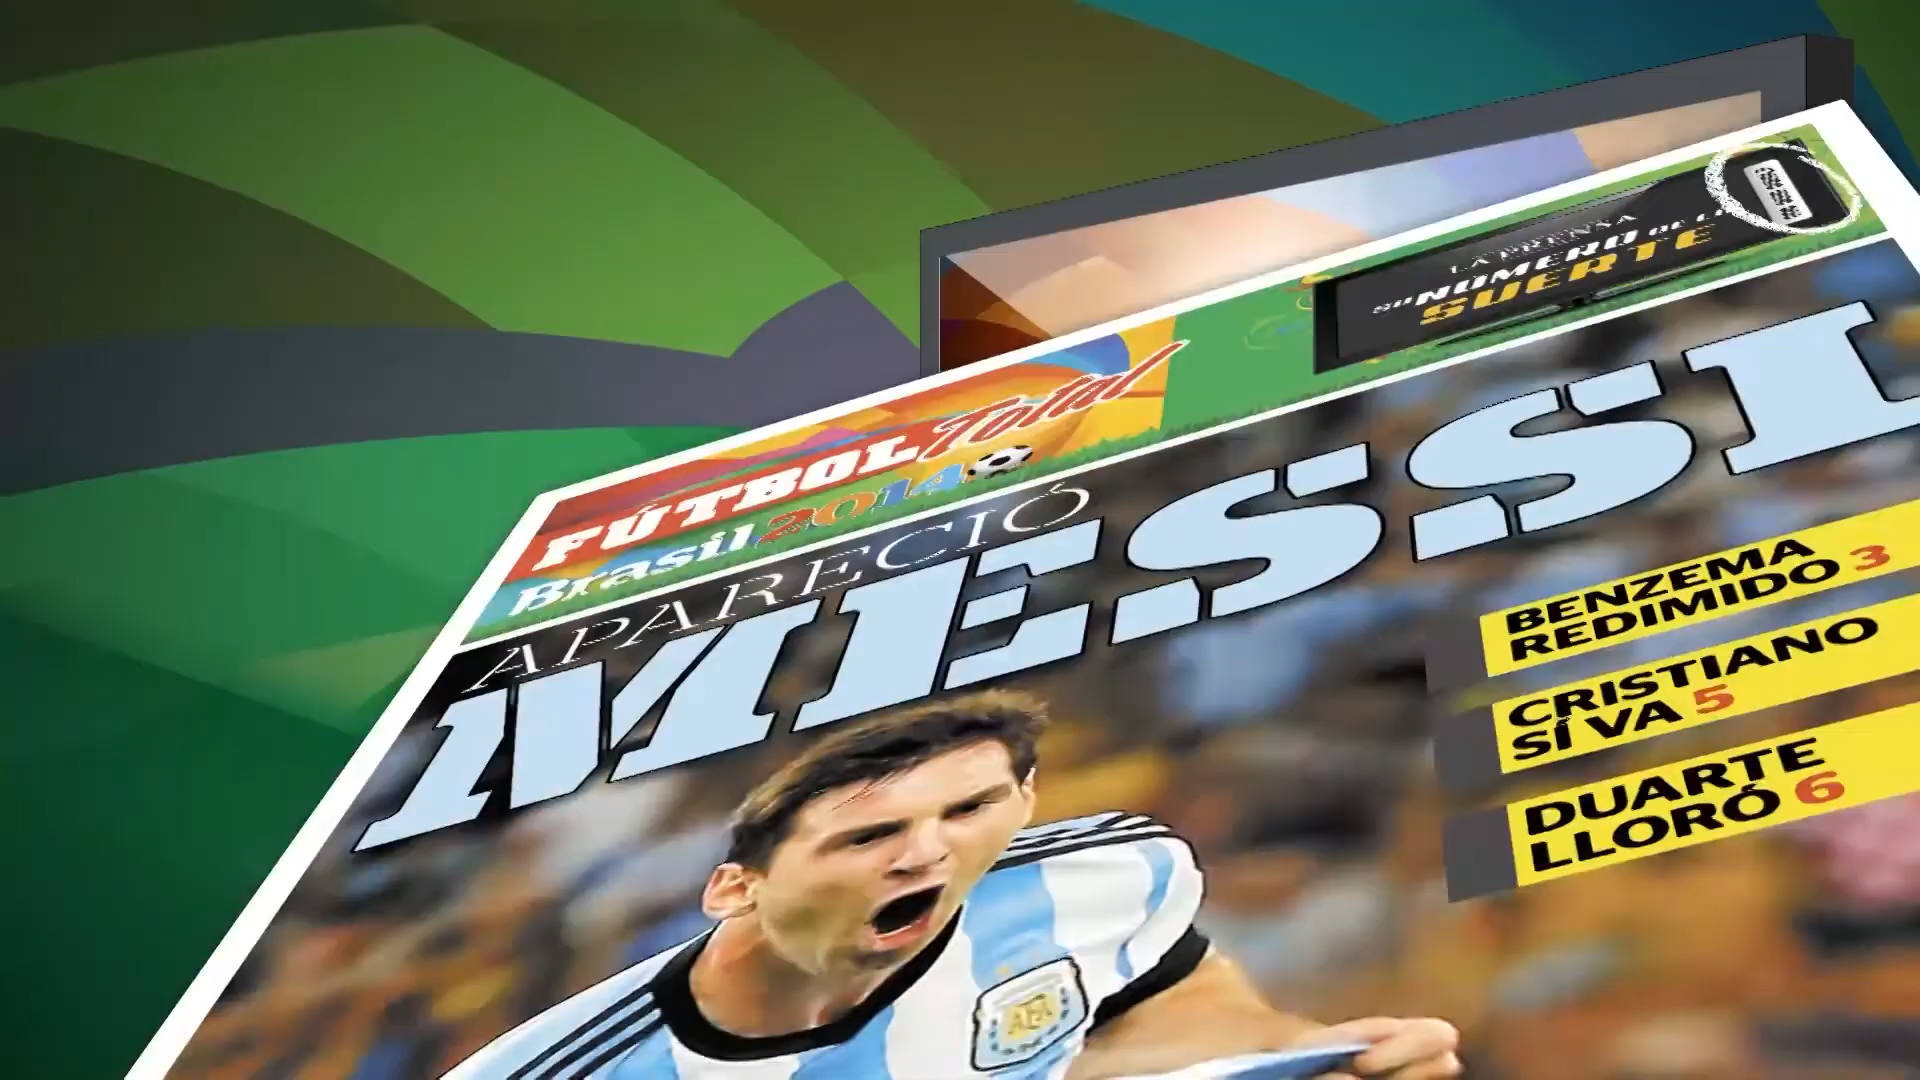 LA PRENSA
SU NÚMERO DE LA
SUERTE
FÚTBOL Total
Brasil 2014
APARECIÓ
MESSI
BENZEMA
REDIMIDO 3
CRISTIANO
SÍ VA 5
DUARTE
LLORÓ 6
AFA